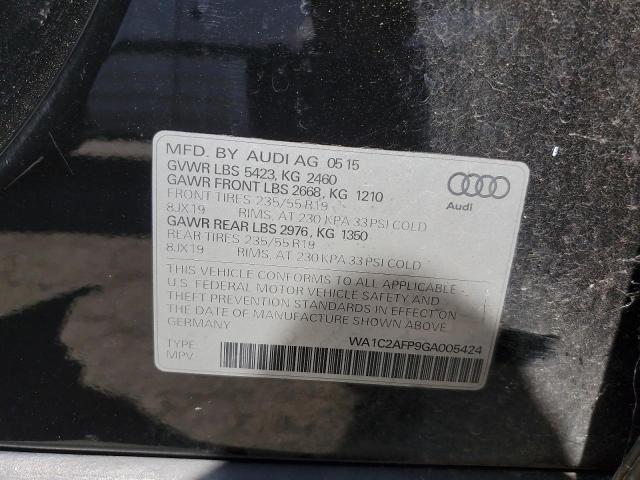 MFD. BY AUDI AG 05 15
GVWR LBS 5423, KG 2460
GAWR FRONT LBS 2668, KG 1210
FRONT TIRES 235/55 R19
8JX19 RIMS, AT 230 KPA 33 PSI COLD
GAWR REAR LBS 2976, KG 1350
REAR TIRES 235/55 R19
8JX19 RIMS, AT 230 KPA 33 PSI COLD
Audi
THIS VEHICLE CONFORMS TO ALL APPLICABLE
U.S. FEDERAL MOTOR VEHICLE SAFETY AND
THEFT PREVENTION STANDARDS IN EFFECT ON
THE DATE OF MANUFACTURE SHOWN ABOVE.
GERMANY
WA1C2AFP9GA005424
TYPE
MPV